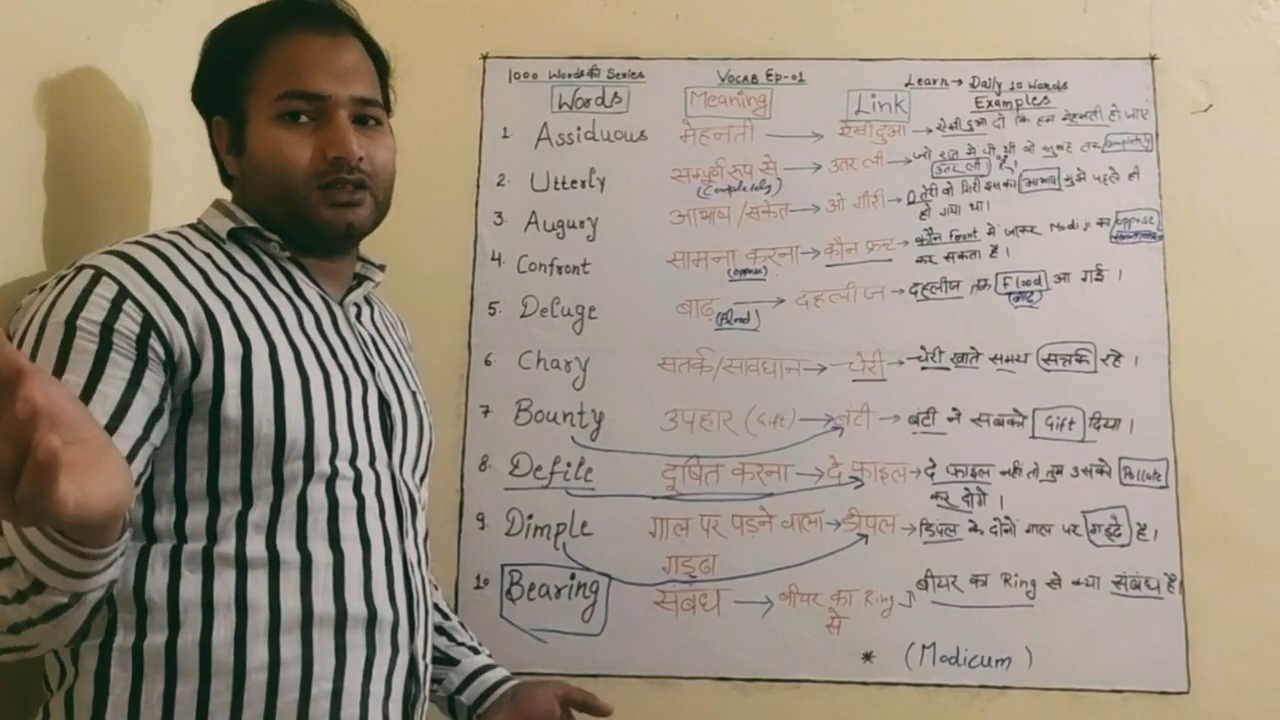 1000 Words की Series VOCAB Ep-01 Learn → Daily 10 Words
Words Meaning Link Examples
1. Assiduous मेहनती → ऐसी दुआ → ऐसी दुआ दो कि हम मेहनती हो जाएं
2. Utterly सम्पूर्ण रूप से → उतर ली → जो रात में पी थी वो सुबह तक Completely
(Completely) उतर ली है।
3. Augury आभाष/संकेत → ओ गौरी → गिरी इसका आभाष मुझे पहले ही
हो गया था।
4. Confront सामना करना → कौन फ्रन्ट → कौन Front में जाकर Modi का oppose
(oppose) कर सकता है।
5. Deluge बाढ़ → दहलीज → दहलीज तक Flood आ गई।
(Flood) (बाढ़)
6. Chary सतर्क/सावधान → चेरी → चेरी खाते समय सतर्क रहे।
7 Bounty उपहार (Gift) → बंटी → बंटी ने सबको Gift दिया।
8. Defile दूषित करना → दे फाइल → दे फाइल नहीं तो तुम उसको Pollute
कर दोगे।
9. Dimple गाल पर पड़ने वाला → डीपल → डिंपल के दोनों गाल पर गड्ढे है।
गड्ढा
10 Bearing संबंध → बीयर का Ring बीयर का Ring से क्या संबंध है।
से
* (Modicum)